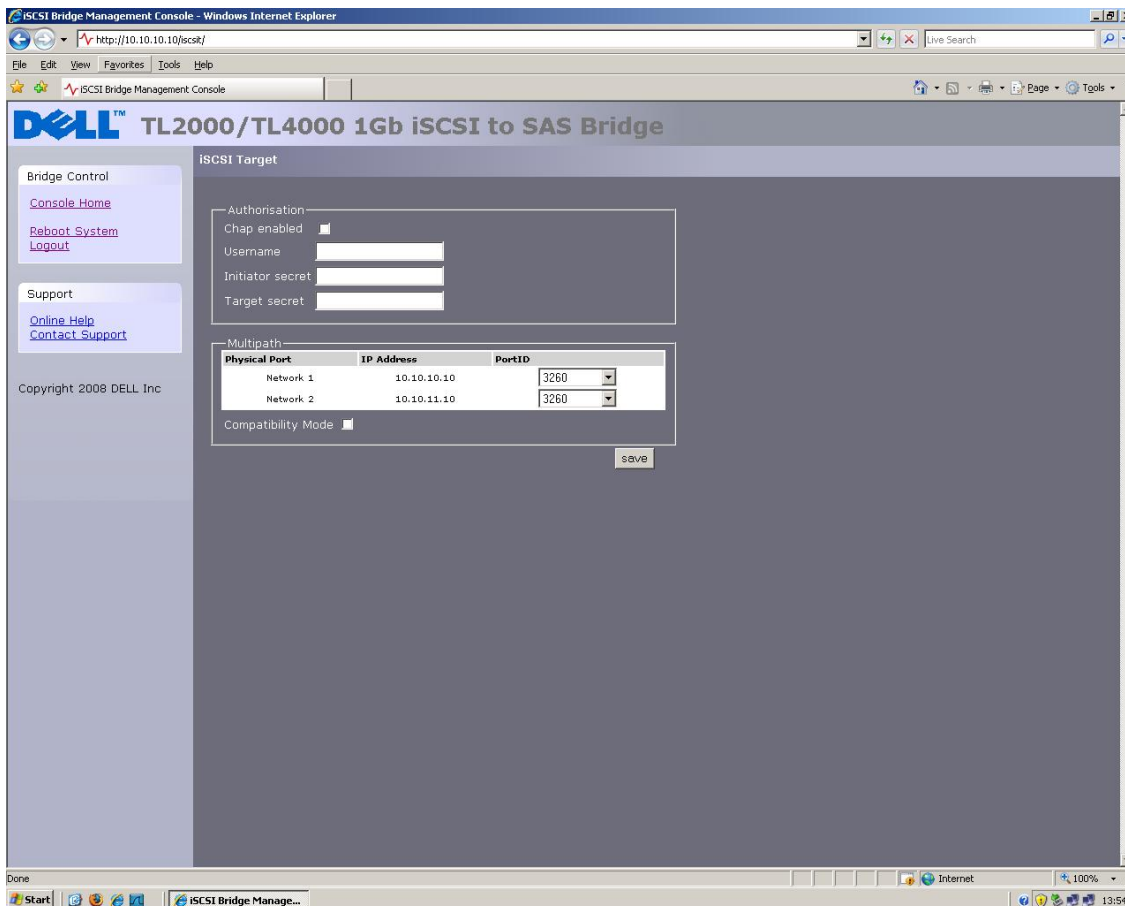 iSCSI Bridge Management Console - Windows Internet Explorer
http://10.10.10.10/iscsit/
Live Search
File Edit View Favorites Tools Help
iSCSI Bridge Management Console
Page Tools
DELL™ TL2000/TL4000 1Gb iSCSI to SAS Bridge
iSCSI Target
Bridge Control
Console Home
Reboot System
Logout
Support
Online Help
Contact Support
Copyright 2008 DELL Inc
Authorisation
Chap enabled
Username
Initiator secret
Target secret
Multipath
Physical Port IP Address PortID
Network 1 10.10.10.10 3260
Network 2 10.10.11.10 3260
Compatibility Mode
save
Done
Internet
100%
Start
iSCSI Bridge Manage...
13:54